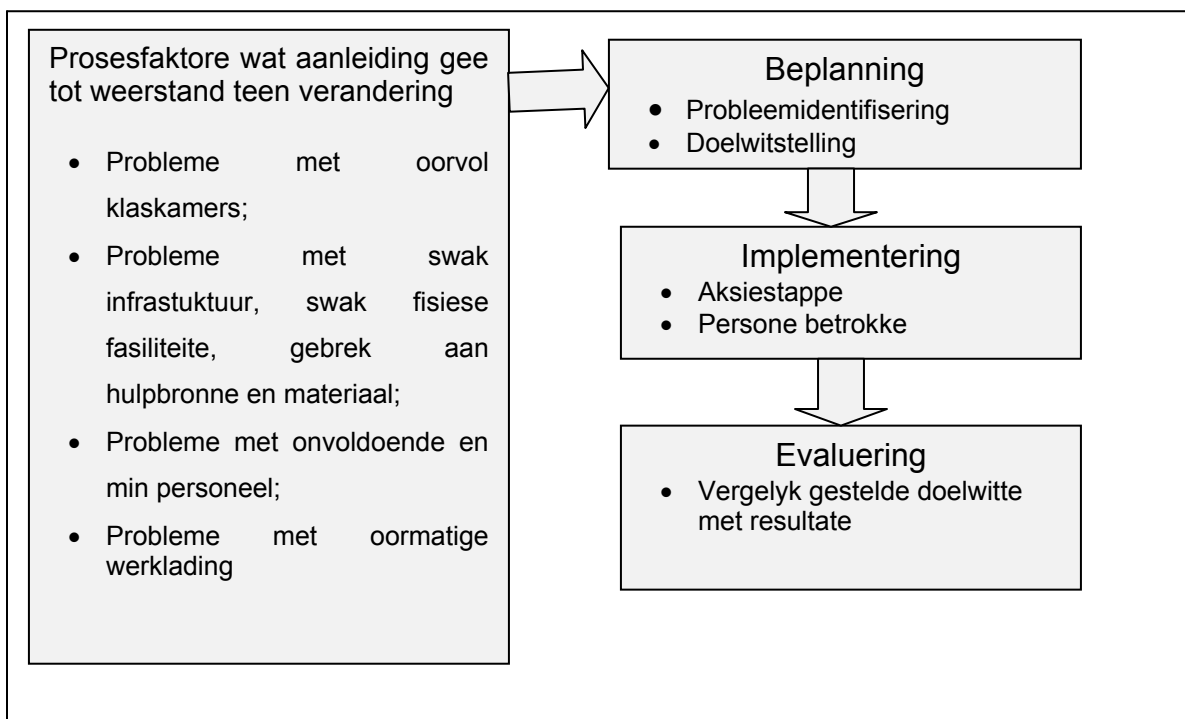 Prosesfaktore wat aanleiding gee
tot weerstand teen verandering
• Probleme met oorvol
klaskamers;
• Probleme met swak
infrastuktuur, swak fisiese
fasiliteite, gebrek aan
hulpbronne en materiaal;
• Probleme met onvoldoende en
min personeel;
• Probleme met oormatige
werklading
Beplanning
• Probleemidentifisering
• Doelwitstelling
Implementering
• Aksiestappe
• Persone betrokke
Evaluering
• Vergelyk gestelde doelwitte
met resultate